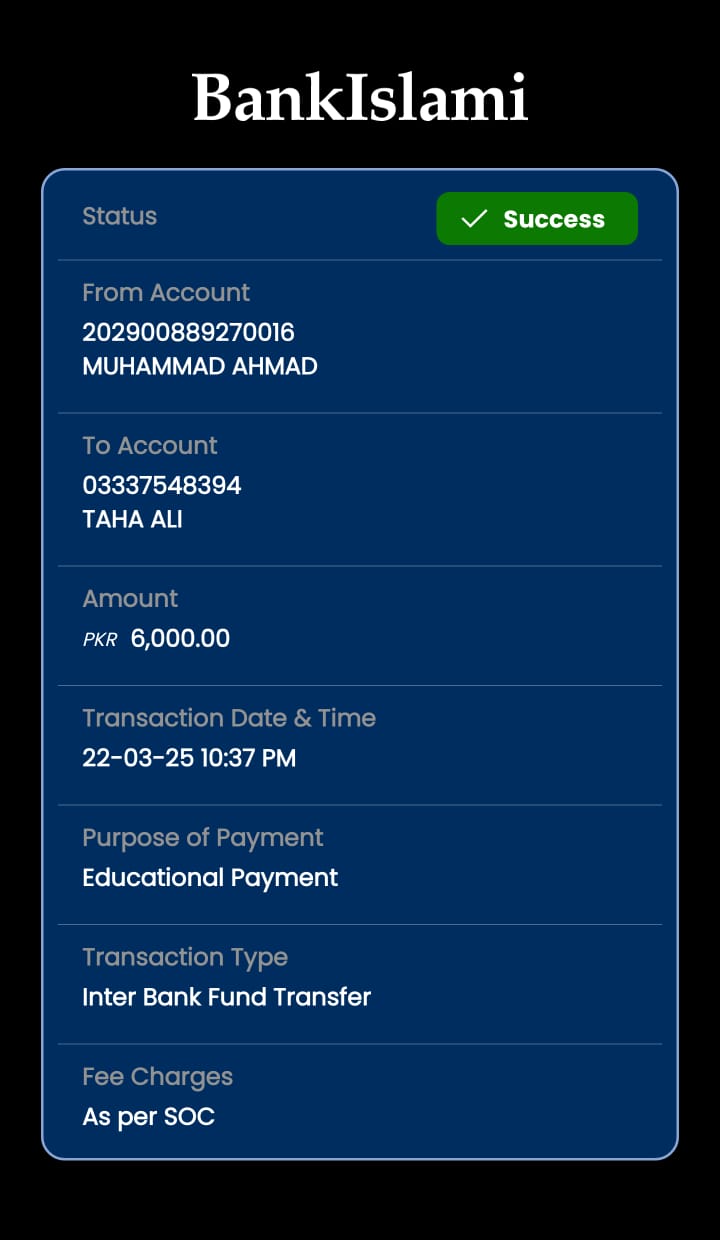 BankIslami
Status
Success
From Account
202900889270016
MUHAMMAD AHMAD
To Account
03337548394
TAHA ALI
Amount
PKR 6,000.00
Transaction Date & Time
22-03-25 10:37 PM
Purpose of Payment
Educational Payment
Transaction Type
Inter Bank Fund Transfer
Fee Charges
As per SOC